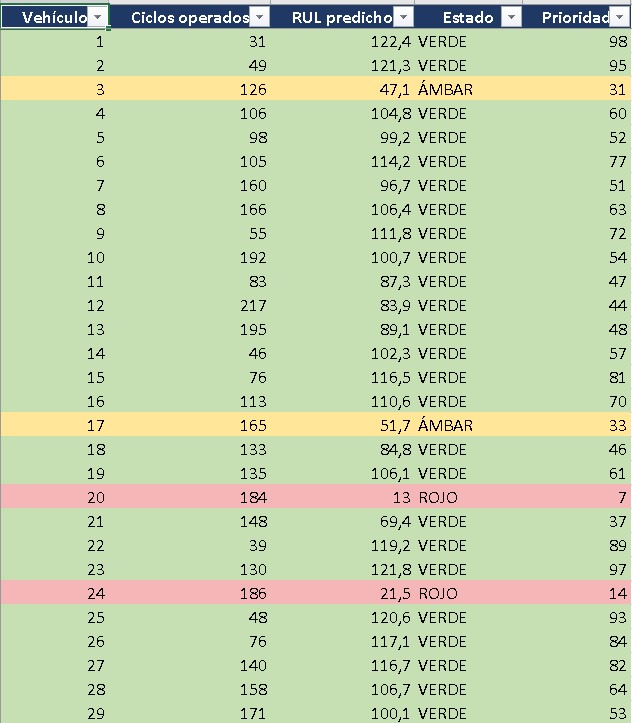 Vehículo Ciclos operados RUL predicho Estado Prioridad
1 31 122,4 VERDE 98
2 49 121,3 VERDE 95
3 126 47,1 ÁMBAR 31
4 106 104,8 VERDE 60
5 98 99,2 VERDE 52
6 105 114,2 VERDE 77
7 160 96,7 VERDE 51
8 166 106,4 VERDE 63
9 55 111,8 VERDE 72
10 192 100,7 VERDE 54
11 83 87,3 VERDE 47
12 217 83,9 VERDE 44
13 195 89,1 VERDE 48
14 46 102,3 VERDE 57
15 76 116,5 VERDE 81
16 113 110,6 VERDE 70
17 165 51,7 ÁMBAR 33
18 133 84,8 VERDE 46
19 135 106,1 VERDE 61
20 184 13 ROJO 7
21 148 69,4 VERDE 37
22 39 119,2 VERDE 89
23 130 121,8 VERDE 97
24 186 21,5 ROJO 14
25 48 120,6 VERDE 93
26 76 117,1 VERDE 84
27 140 116,7 VERDE 82
28 158 106,7 VERDE 64
29 171 100,1 VERDE 53